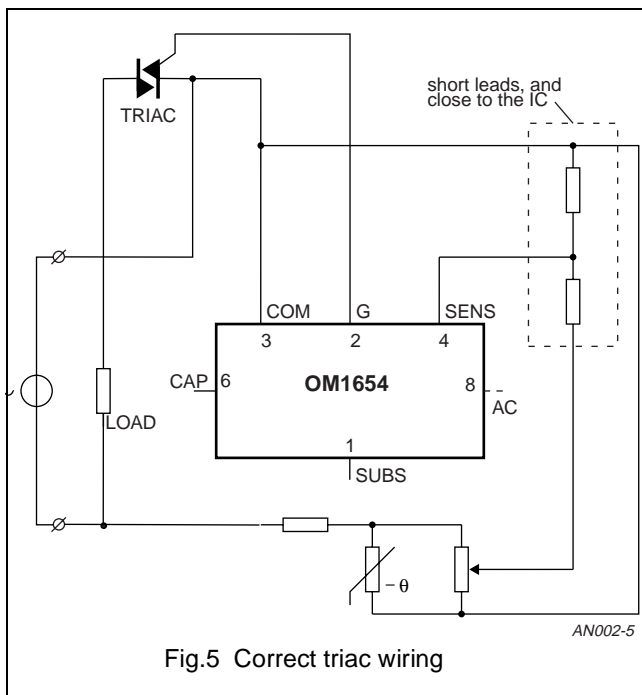 short leads, and
close to the IC
TRIAC
COM
G
SENS
3
2
4
CAP
6
OM1654
8
AC
LOAD
1
SUBS
- θ
AN002-5
Fig.5 Correct triac wiring